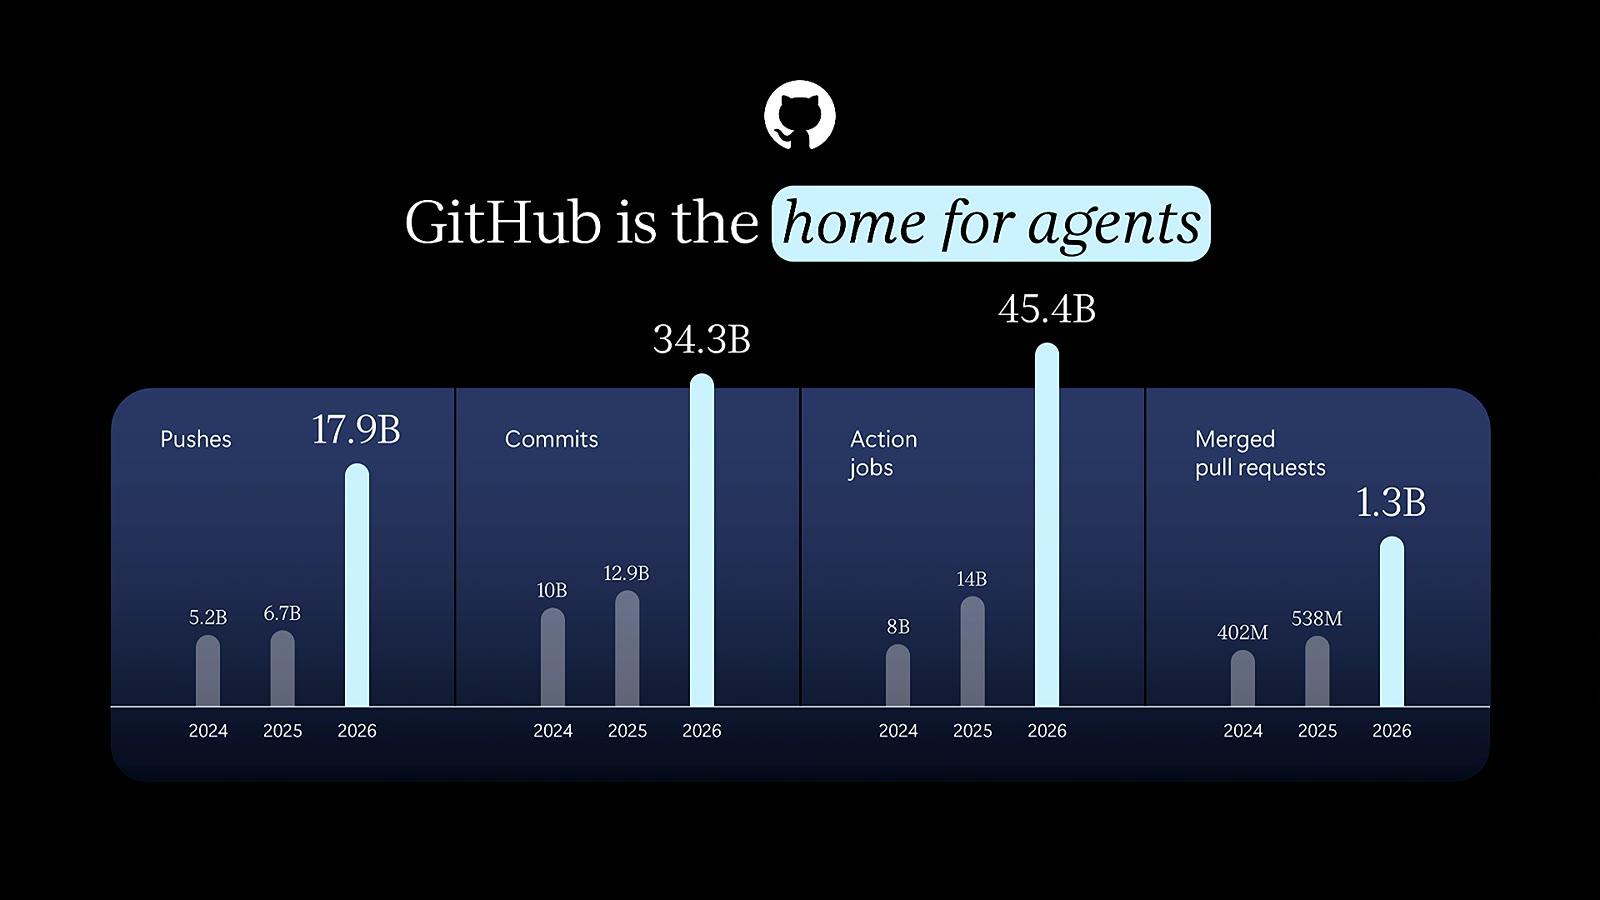 GitHub is the home for agents
Pushes
5.2B
6.7B
17.9B
2024
2025
2026
Commits
10B
12.9B
34.3B
2024
2025
2026
Action
jobs
8B
14B
45.4B
2024
2025
2026
Merged
pull requests
402M
538M
1.3B
2024
2025
2026